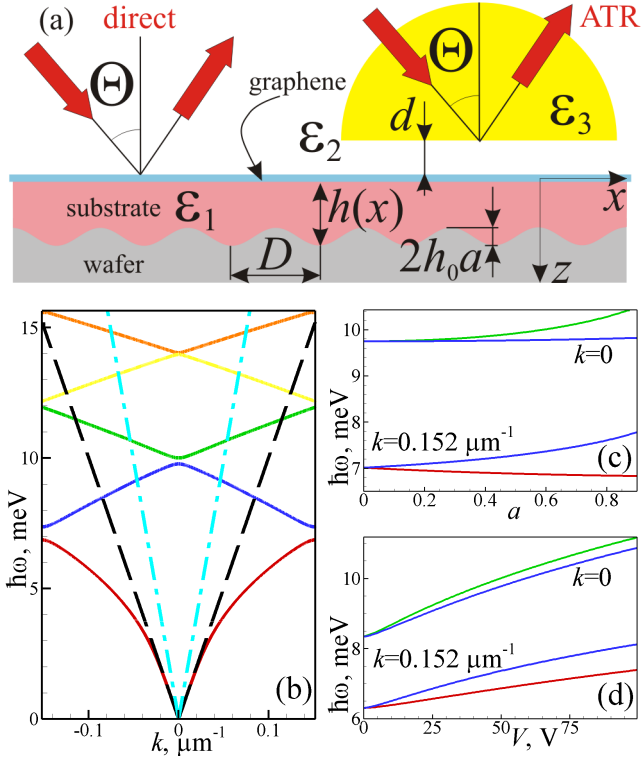 (a)
direct
ATR
Θ
Θ
graphene
ε₂
d
ε₃
substrate
ε₁
h(x)
x
wafer
D
2h₀a
z
15
10
5
0
ħω, meV
-0.1
0
0.1
k, μm⁻¹
(b)
10
9
8
7
ħω, meV
k=0
k=0.152 μm⁻¹
(c)
0
0.2
0.4
0.6
0.8
a
10
8
6
ħω, meV
k=0
k=0.152 μm⁻¹
(d)
0
25
50
75
V, V